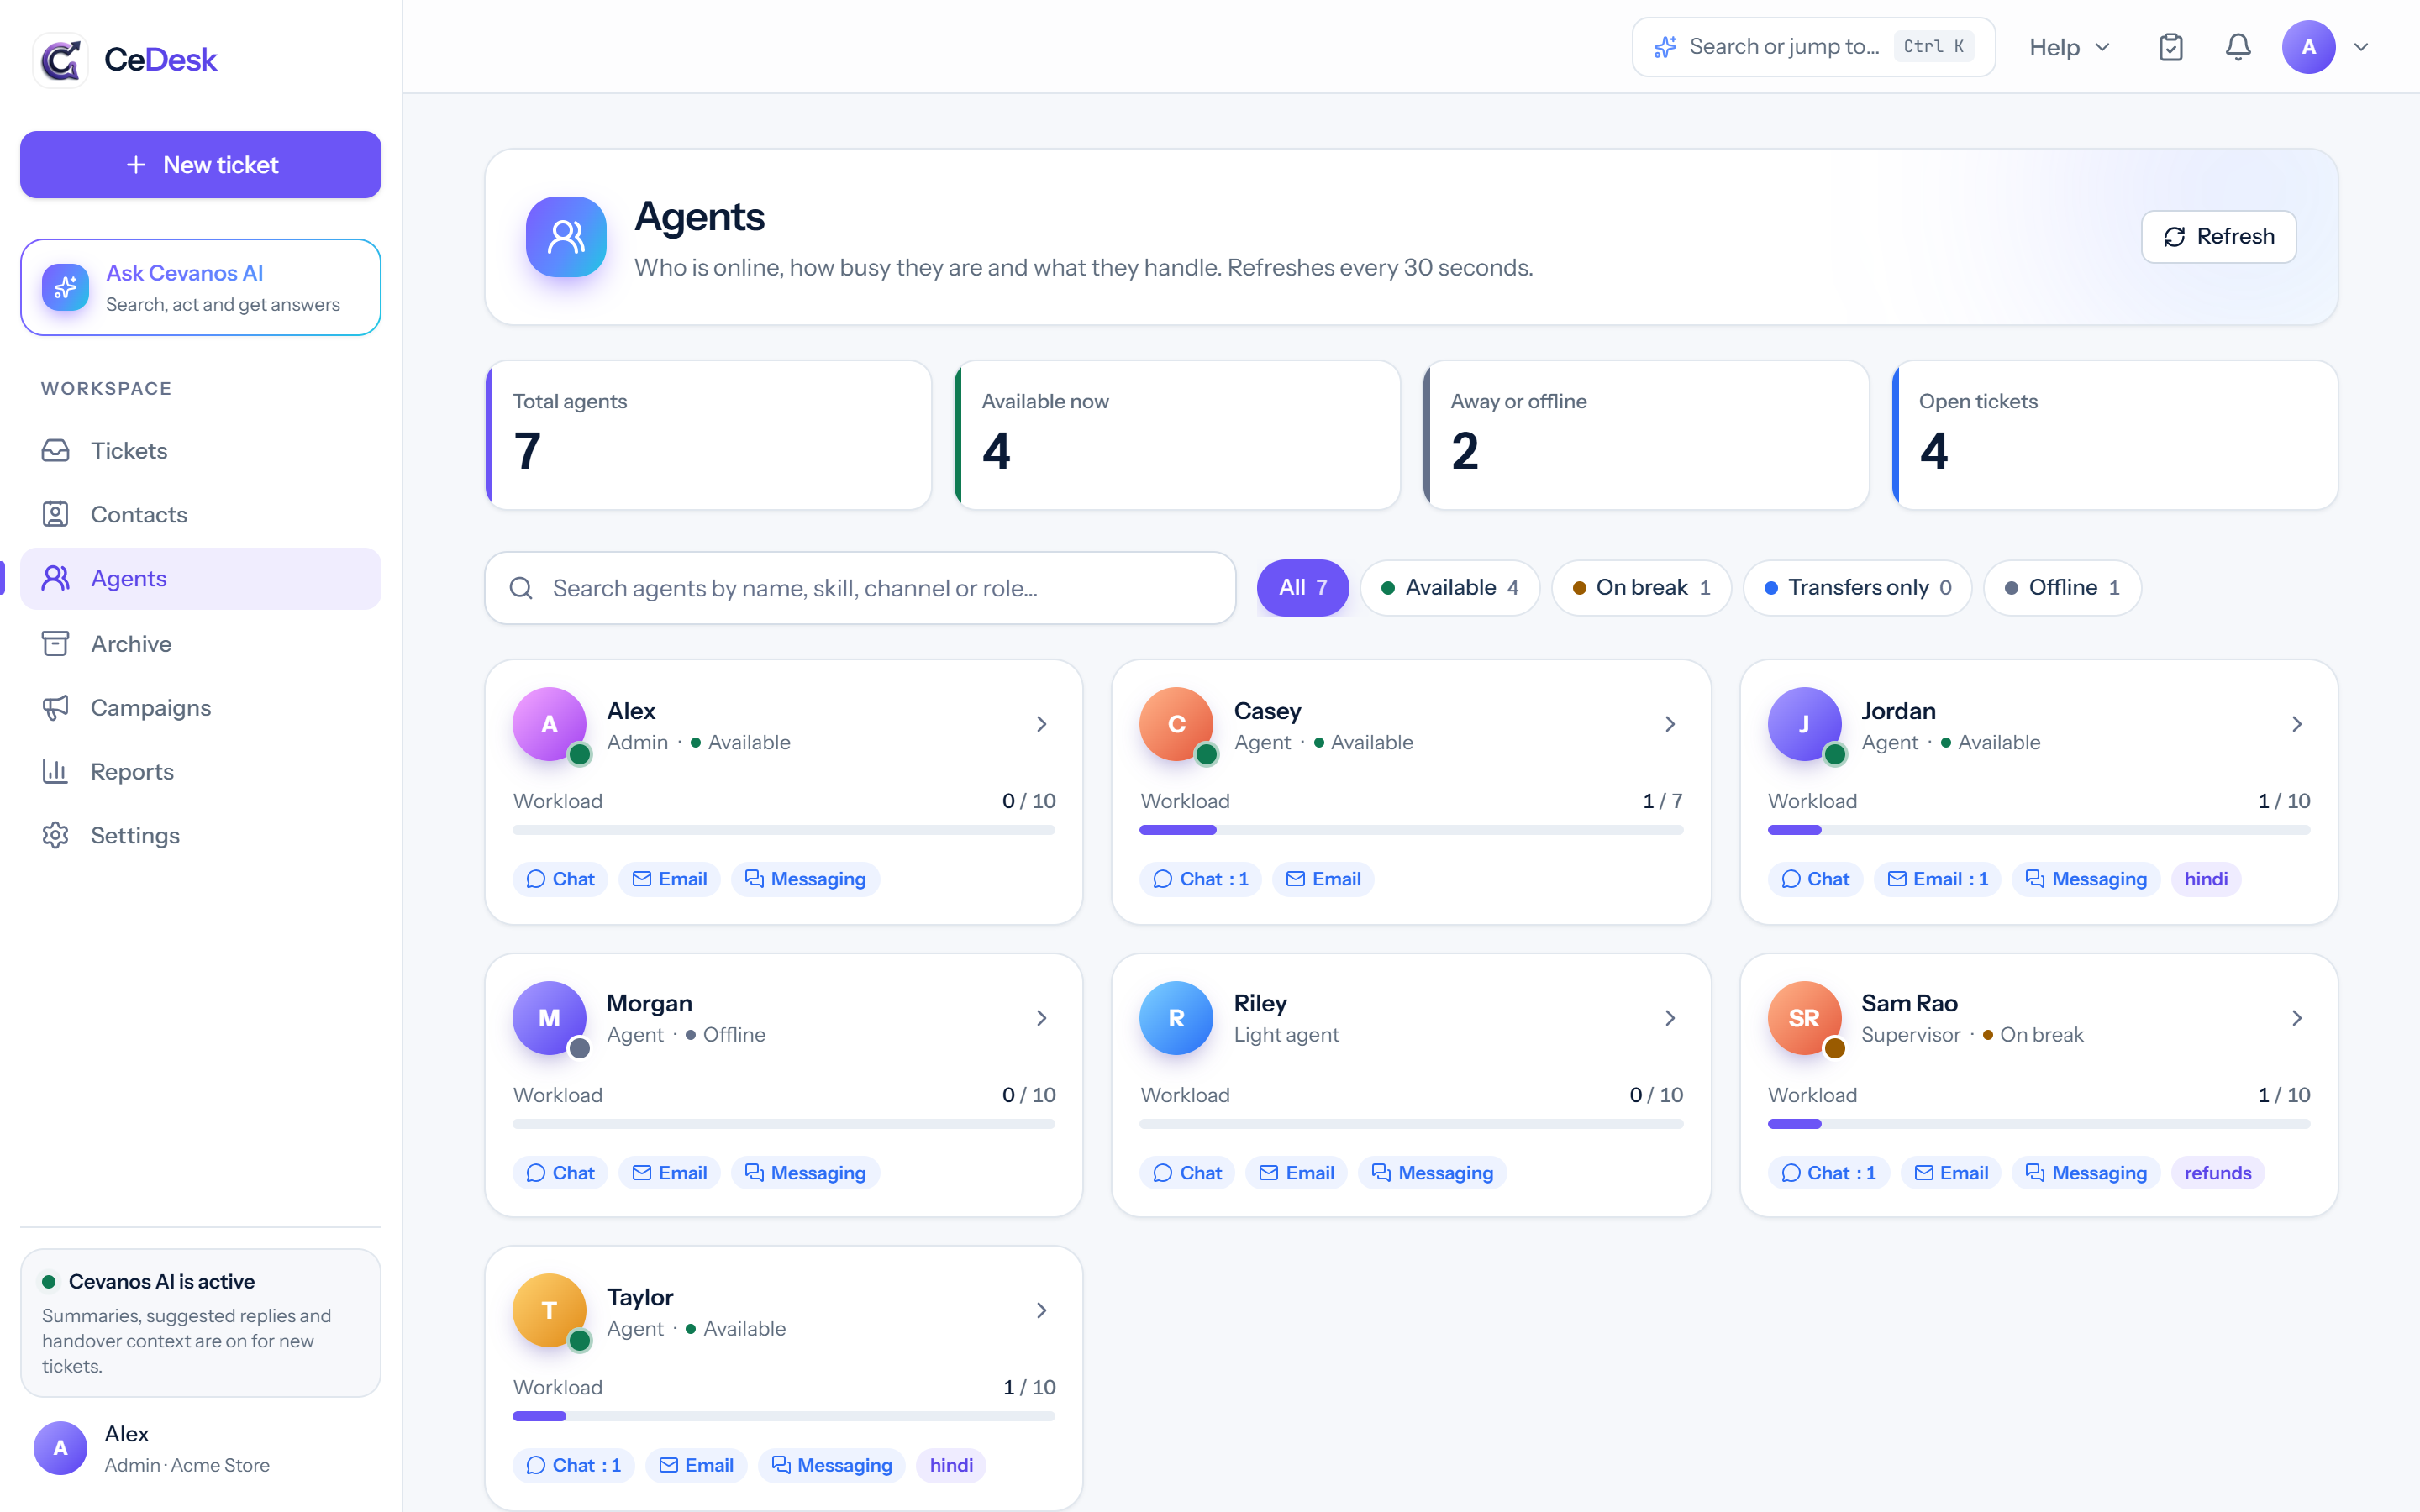 CeDesk
Search or jump to... Ctrl K
Help
A
New ticket
Ask Cevanos AI
Search, act and get answers
WORKSPACE
Tickets
Contacts
Agents
Archive
Campaigns
Reports
Settings
Cevanos AI is active
Summaries, suggested replies and
handover context are on for new
tickets.
A
Alex
Admin · Acme Store
Agents
Who is online, how busy they are and what they handle. Refreshes every 30 seconds.
Refresh
Total agents
7
Available now
4
Away or offline
2
Open tickets
4
Search agents by name, skill, channel or role...
All 7
Available 4
On break 1
Transfers only 0
Offline 1
A
Alex
Admin · Available
Workload 0 / 10
Chat Email Messaging
C
Casey
Agent · Available
Workload 1 / 7
Chat : 1 Email
J
Jordan
Agent · Available
Workload 1 / 10
Chat Email : 1 Messaging hindi
M
Morgan
Agent · Offline
Workload 0 / 10
Chat Email Messaging
R
Riley
Light agent
Workload 0 / 10
Chat Email Messaging
SR
Sam Rao
Supervisor · On break
Workload 1 / 10
Chat : 1 Email Messaging refunds
T
Taylor
Agent · Available
Workload 1 / 10
Chat : 1 Email Messaging hindi